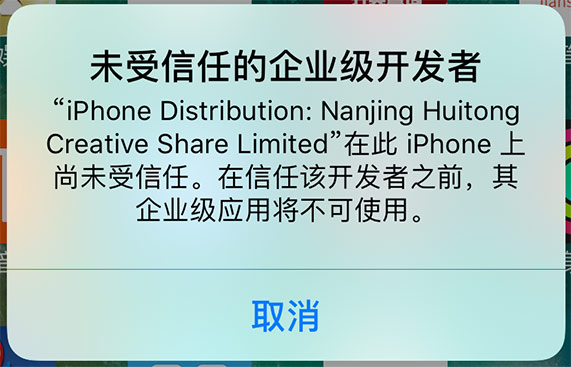 未受信任的企业级开发者
“iPhone Distribution: Nanjing Huitong
Creative Share Limited”在此 iPhone 上
尚未受信任。在信任该开发者之前，其
企业级应用将不可使用。
取消